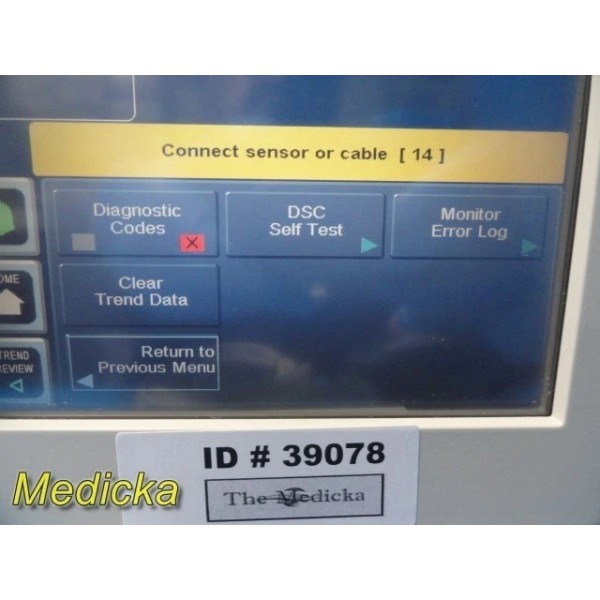 Connect sensor or cable [ 14 ]
Diagnostic
Codes
DSC
Self Test
Monitor
Error Log
OME
Clear
Trend Data
TREND
EVIEW
Return to
Previous Menu
ID # 39078
Medicka
The Medicka